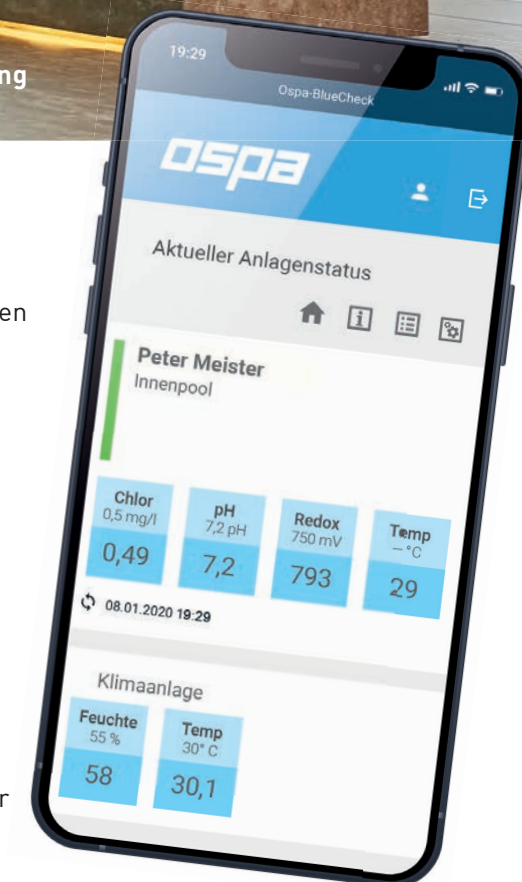 ng
en
r
19:29
Ospa-BlueCheck
ospa
Aktueller Anlagenstatus
Peter Meister
Innenpool
Chlor pH Redox Temp
0,5 mg/l 7,2 pH 750 mV — °C
0,49 7,2 793 29
08.01.2020 19:29
Klimaanlage
Feuchte Temp
55 % 30° C
58 30,1